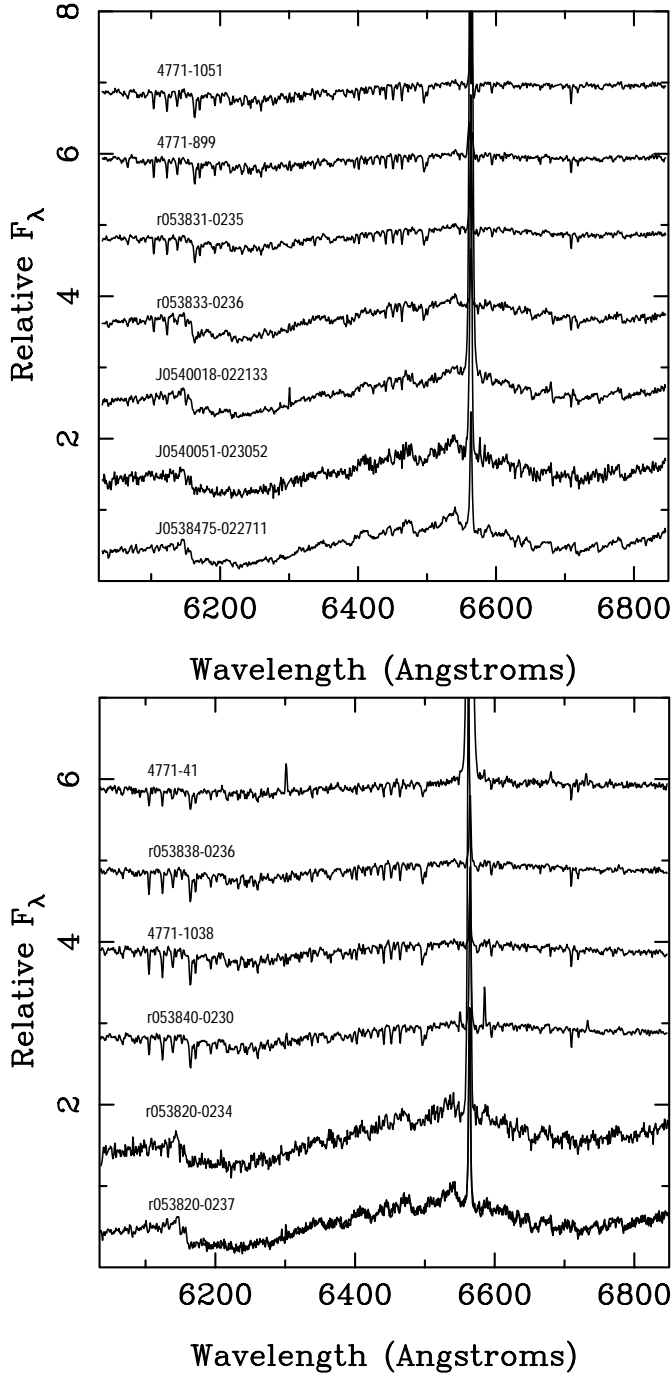 8
4771-1051
4771-899
6
r053831-0235
Relative Fλ
4
r053833-0236
J0540018-022133
2
J0540051-023052
J0538475-022711
6200 6400 6600 6800
Wavelength (Angstroms)
4771-41
6
r053838-0236
4771-1038
4
Relative Fλ
r053840-0230
2
r053820-0234
r053820-0237
6200 6400 6600 6800
Wavelength (Angstroms)